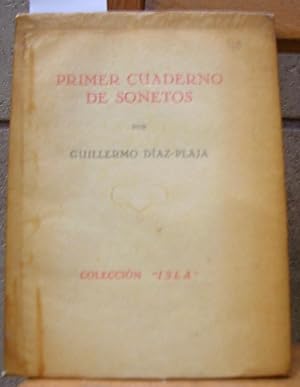 PRIMER CUADERNO
DE SONETOS
POR
GUILLERMO DÍAZ-PLAJA
COLECCIÓN "ISLA"